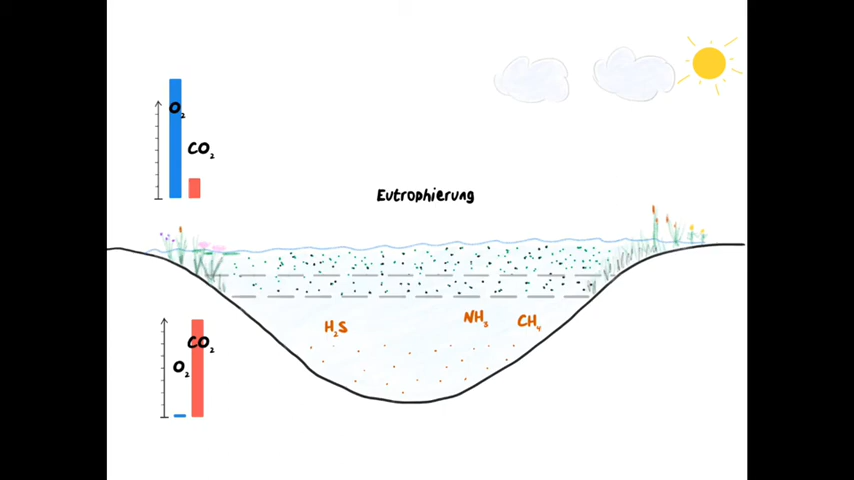 O₂
CO₂
Eutrophierung
H₂S
NH₃
CH₄
CO₂
O₂